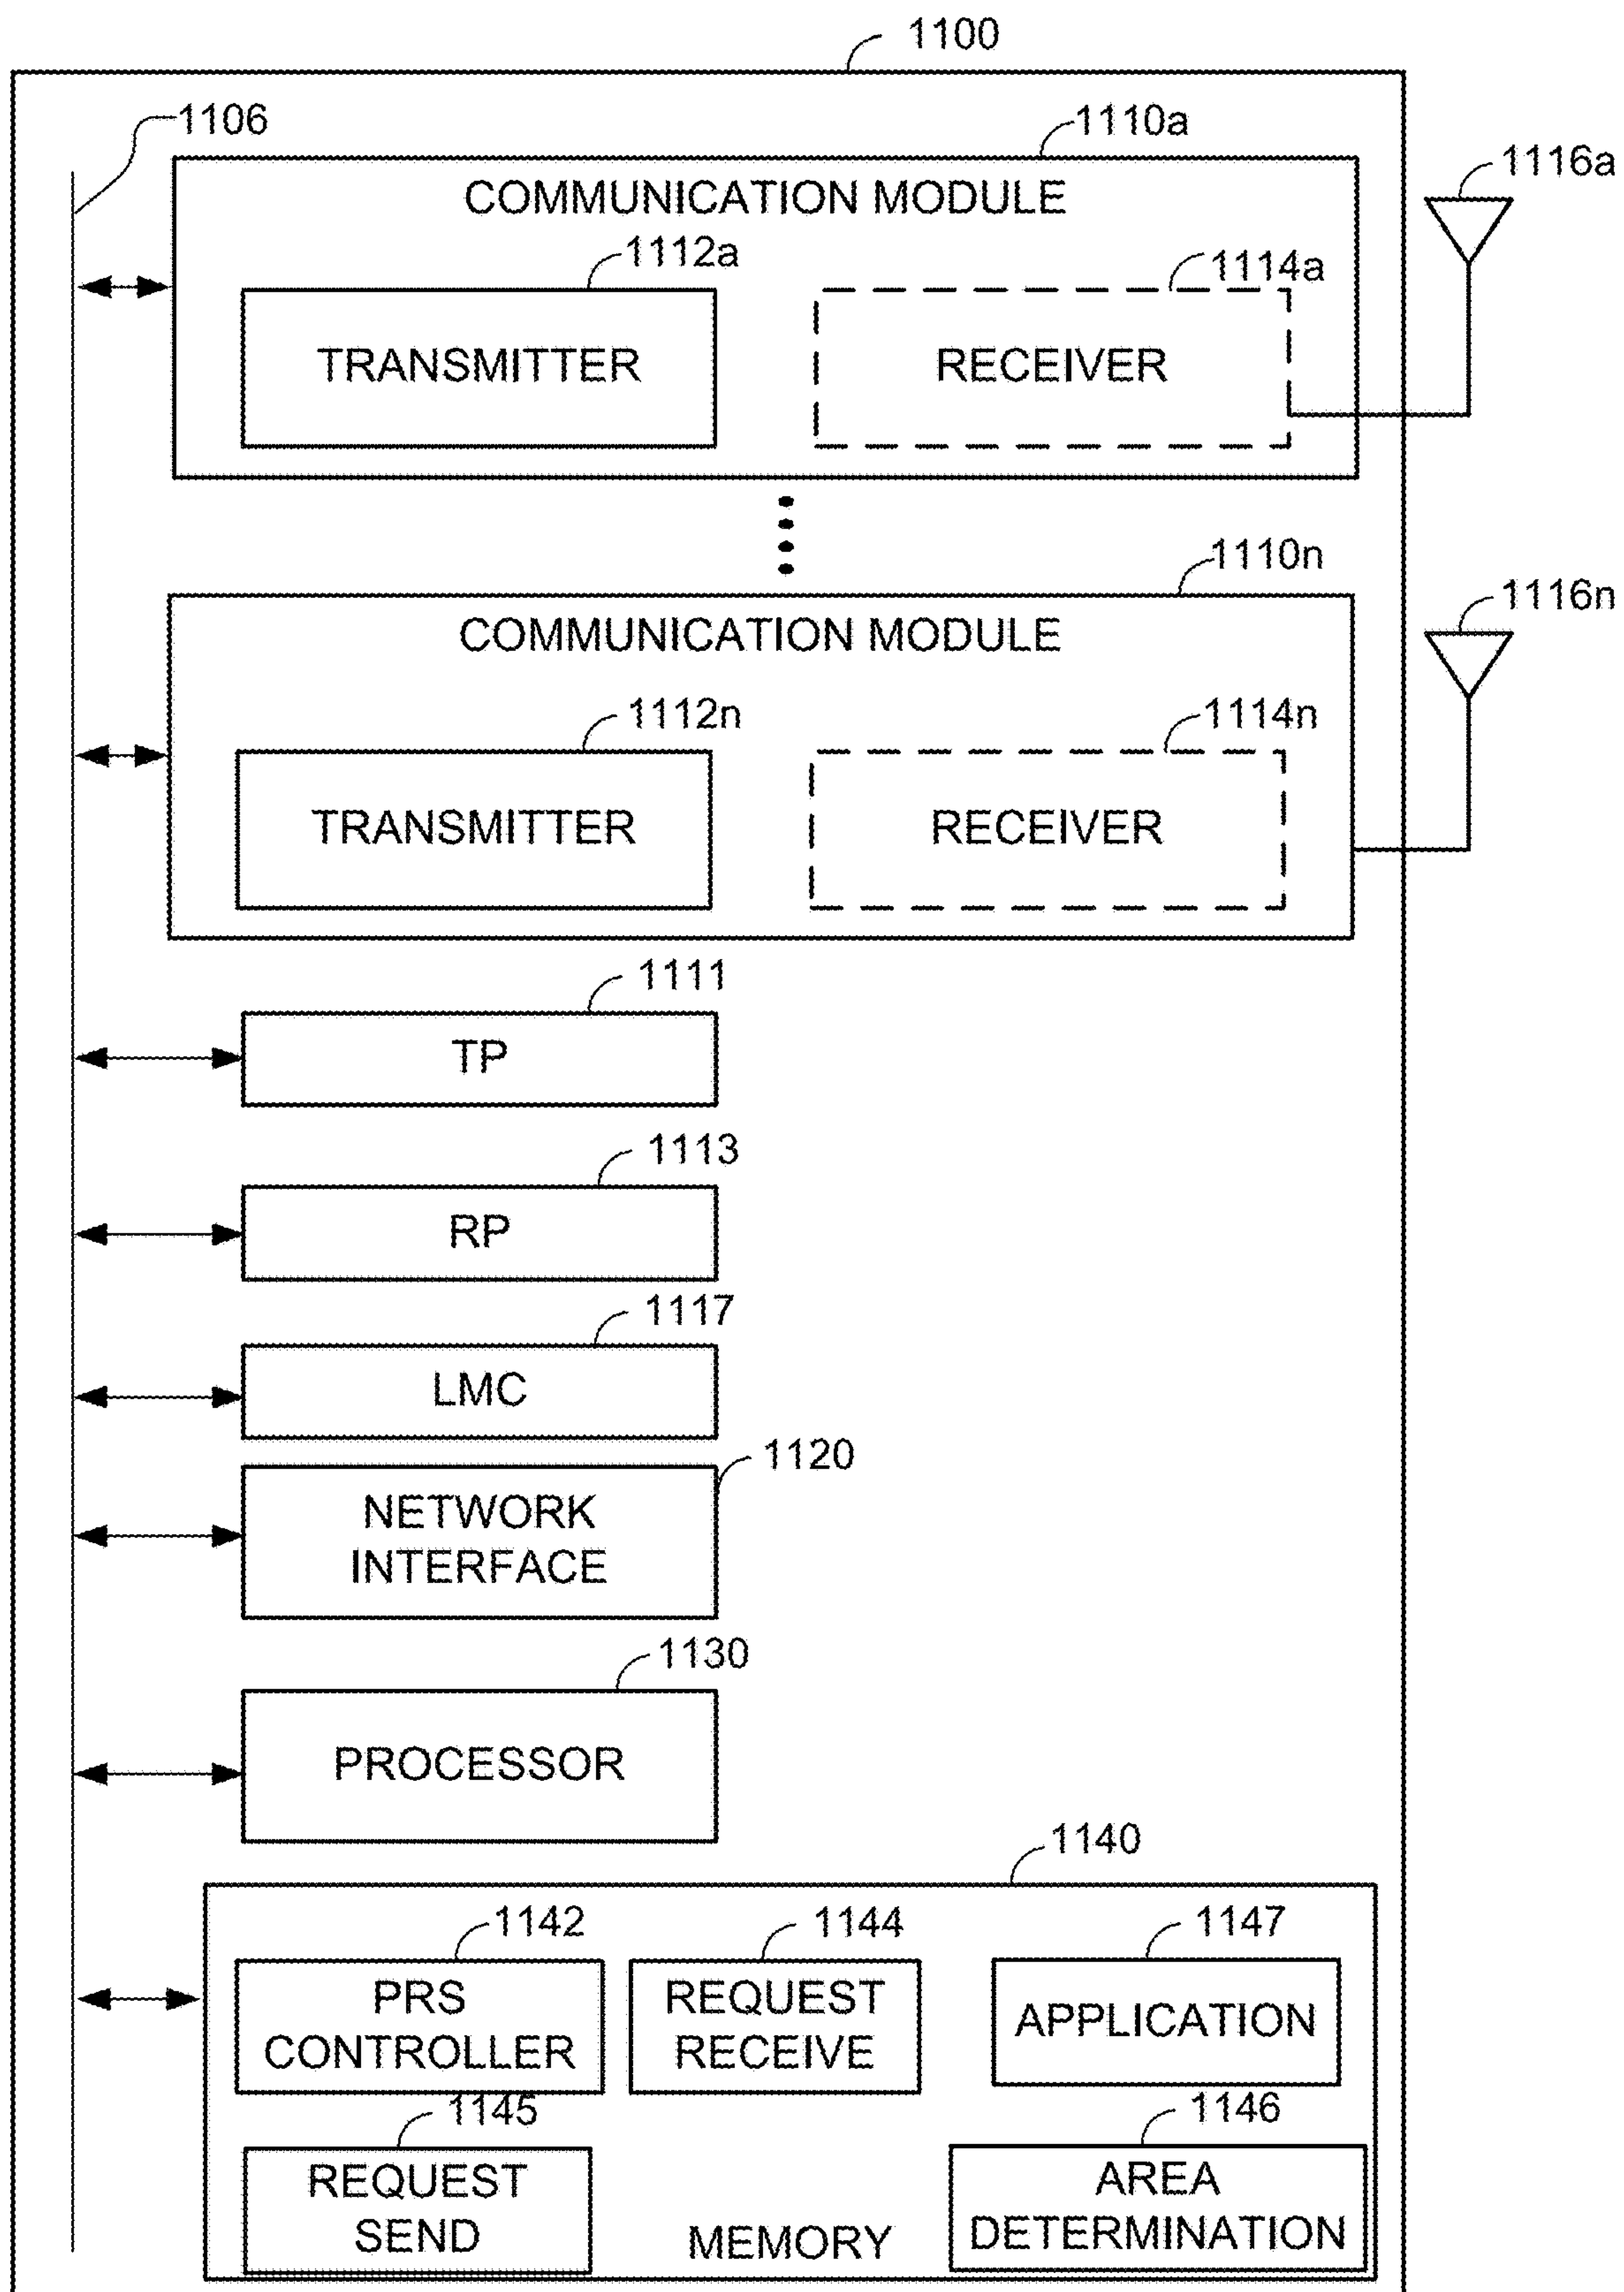 1100
1106
1110a
1116a
COMMUNICATION MODULE
1112a
1114a
TRANSMITTER
RECEIVER
1110n
1116n
COMMUNICATION MODULE
1112n
1114n
TRANSMITTER
RECEIVER
1111
TP
1113
RP
1117
LMC
1120
NETWORK
INTERFACE
1130
PROCESSOR
1140
1142
1144
1147
PRS
CONTROLLER
REQUEST
RECEIVE
APPLICATION
1145
1146
REQUEST
SEND
MEMORY
AREA
DETERMINATION